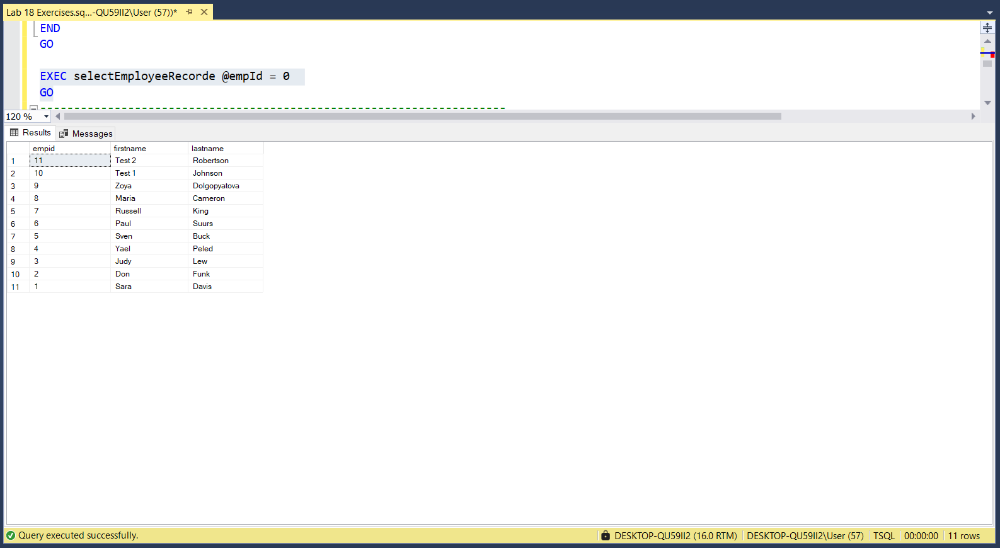 Lab 18 Exercises.sq...-QU59II2\User (57))*
END
GO
EXEC selectEmployeeRecorde @empId = 0
GO
120 %
Results Messages
empid firstname lastname
1 11 Test 2 Robertson
2 10 Test 1 Johnson
3 9 Zoya Dolgopyatova
4 8 Maria Cameron
5 7 Russell King
6 6 Paul Suurs
7 5 Sven Buck
8 4 Yael Peled
9 3 Judy Lew
10 2 Don Funk
11 1 Sara Davis
Query executed successfully. DESKTOP-QU59II2 (16.0 RTM) DESKTOP-QU59II2\User (57) TSQL 00:00:00 11 rows